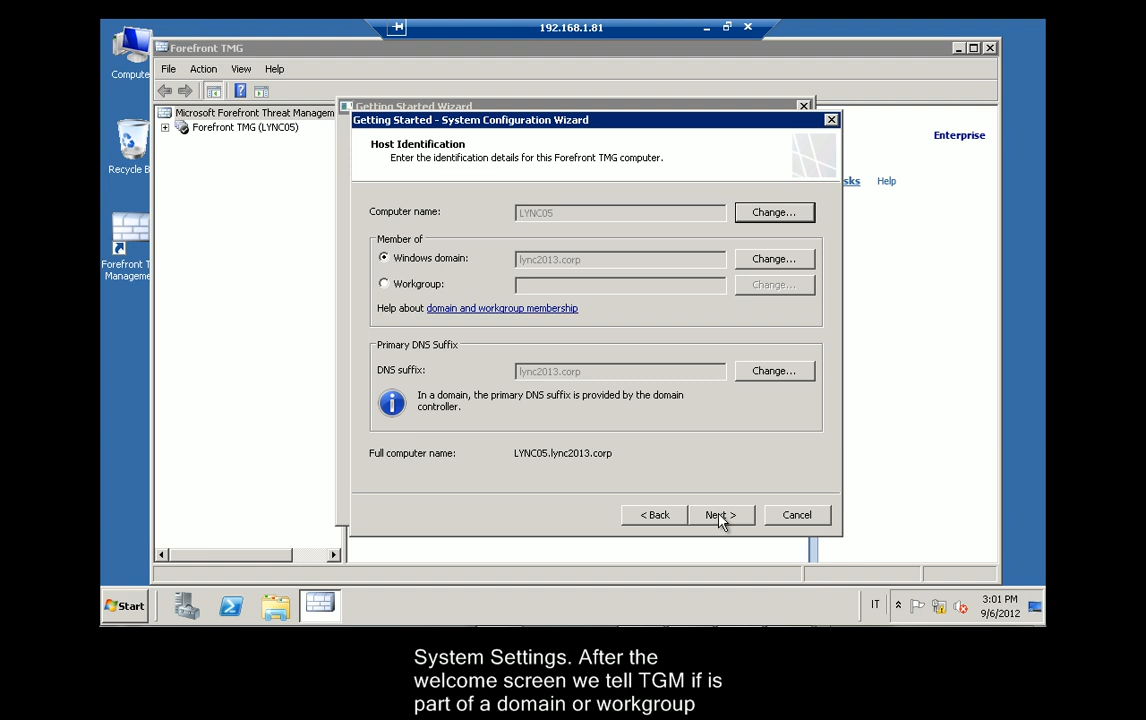 192.168.1.81
Computer
Forefront TMG
File Action View Help
Microsoft Forefront Threat Managem
Forefront TMG (LYNC05)
Getting Started Wizard
Enterprise
Help
Recycle B
Forefront T
Manageme
Getting Started - System Configuration Wizard
Host Identification
Enter the identification details for this Forefront TMG computer.
Computer name: LYNC05 Change...
Member of
Windows domain: lync2013.corp Change...
Workgroup: Change...
Help about domain and workgroup membership
Primary DNS Suffix
DNS suffix: lync2013.corp Change...
In a domain, the primary DNS suffix is provided by the domain
controller.
Full computer name: LYNC05.lync2013.corp
< Back Next > Cancel
Start
IT
3:01 PM
9/6/2012
System Settings. After the
welcome screen we tell TGM if is
part of a domain or workgroup